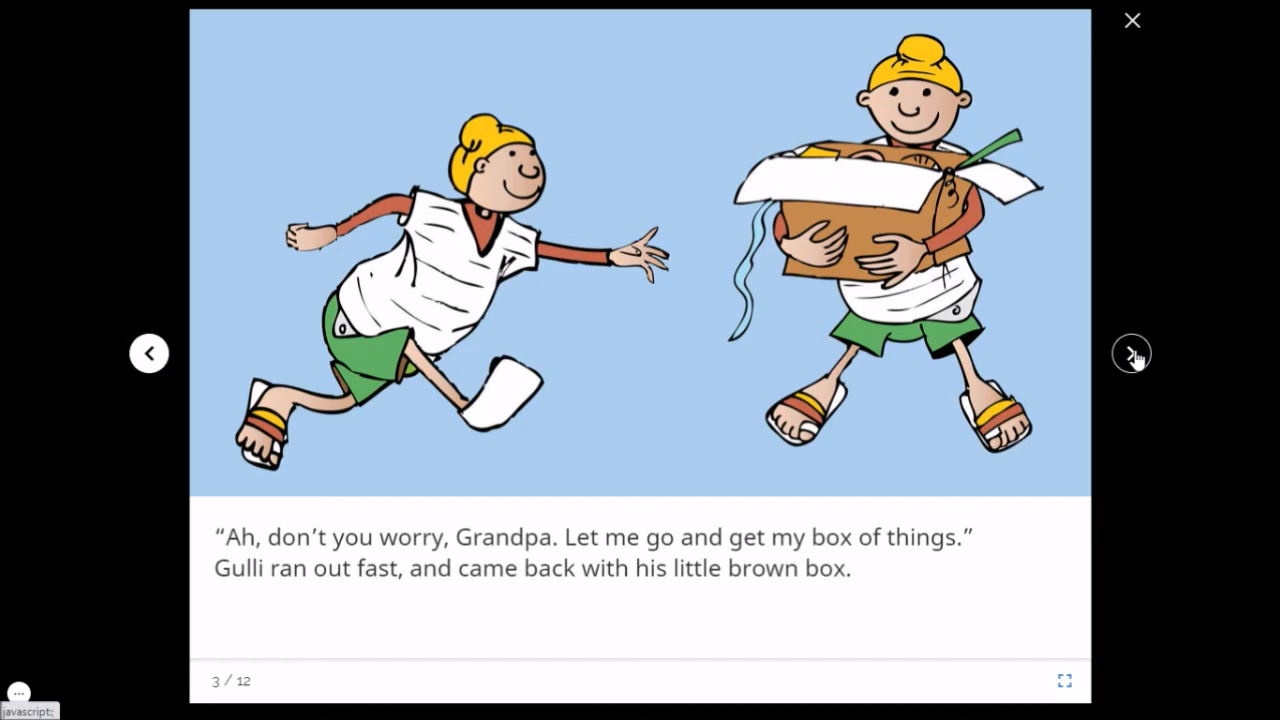 “Ah, don’t you worry, Grandpa. Let me go and get my box of things.”
Gulli ran out fast, and came back with his little brown box.
3 / 12
...
javascript:;